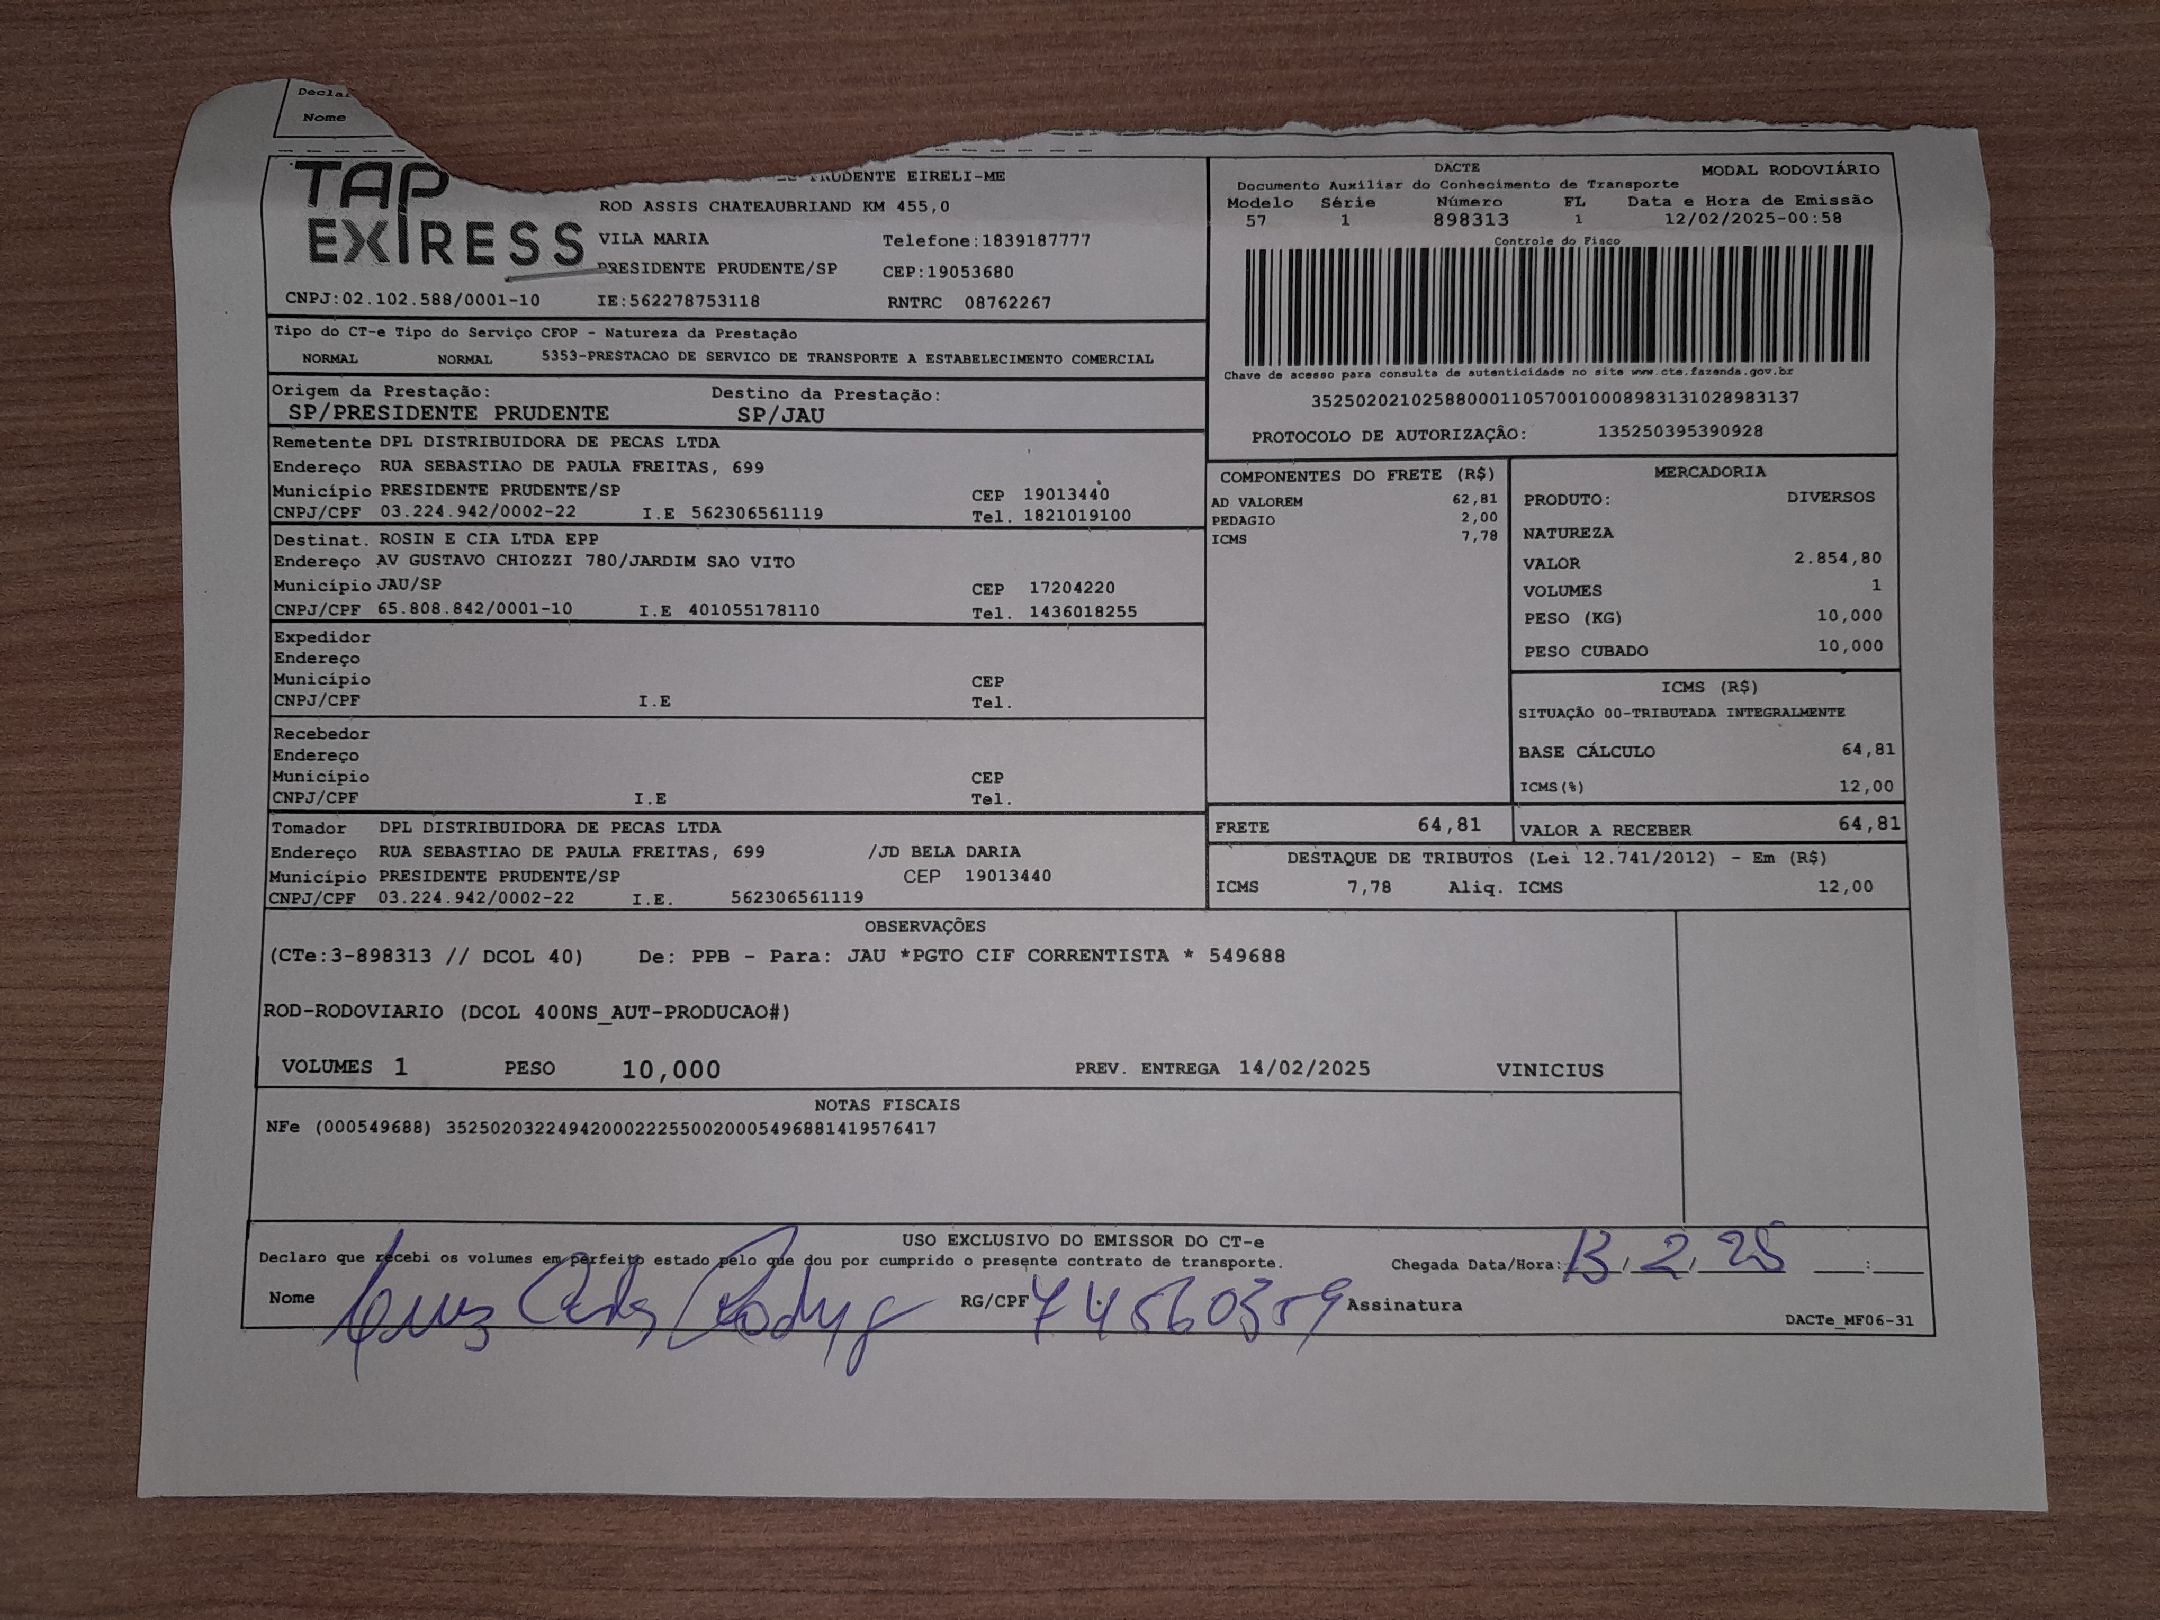 Decla
Nome
TAP
EXPRESS
PRUDENTE EIRELI-ME
ROD ASSIS CHATEAUBRIAND KM 455,0
VILA MARIA Telefone:1839187777
PRESIDENTE PRUDENTE/SP CEP:19053680
CNPJ:02.102.588/0001-10 IE:562278753118 RNTRC 08762267
DACTE MODAL RODOVIÁRIO
Documento Auxiliar do Conhecimento de Transporte
Modelo Série Número FL Data e Hora de Emissão
57 1 898313 1 12/02/2025-00:58
Controle do Fisco
Chave de acesso para consulta de autenticidade no site www.cte.fazenda.gov.br
35250202102588000110570010008983131028983137
PROTOCOLO DE AUTORIZAÇÂO: 135250395390928
Tipo do CT-e Tipo do Serviço CFOP - Natureza da Prestação
NORMAL NORMAL 5353-PRESTACAO DE SERVICO DE TRANSPORTE A ESTABELECIMENTO COMERCIAL
Origem da Prestação: Destino da Prestação:
SP/PRESIDENTE PRUDENTE SP/JAU
Remetente DPL DISTRIBUIDORA DE PECAS LTDA
Endereço RUA SEBASTIAO DE PAULA FREITAS, 699
Município PRESIDENTE PRUDENTE/SP CEP 19013440
CNPJ/CPF 03.224.942/0002-22 I.E 562306561119 Tel. 1821019100
Destinat. ROSIN E CIA LTDA EPP
Endereço AV GUSTAVO CHIOZZI 780/JARDIM SAO VITO
Município JAU/SP CEP 17204220
CNPJ/CPF 65.808.842/0001-10 I.E 401055178110 Tel. 1436018255
Expedidor
Endereço
Município CEP
CNPJ/CPF I.E Tel.
Recebedor
Endereço
Município CEP
CNPJ/CPF I.E Tel.
Tomador DPL DISTRIBUIDORA DE PECAS LTDA
Endereço RUA SEBASTIAO DE PAULA FREITAS, 699 /JD BELA DARIA
Município PRESIDENTE PRUDENTE/SP CEP 19013440
CNPJ/CPF 03.224.942/0002-22 I.E. 562306561119
COMPONENTES DO FRETE (R$)
AD VALOREM 62,81
PEDAGIO 2,00
ICMS 7,78
MERCADORIA
PRODUTO: DIVERSOS
NATUREZA
VALOR 2.854,80
VOLUMES 1
PESO (KG) 10,000
PESO CUBADO 10,000
ICMS (R$)
SITUAÇÃO 00-TRIBUTADA INTEGRALMENTE
BASE CÁLCULO 64,81
ICMS(%) 12,00
FRETE 64,81 VALOR A RECEBER 64,81
DESTAQUE DE TRIBUTOS (Lei 12.741/2012) - Em (R$)
ICMS 7,78 Aliq. ICMS 12,00
OBSERVAÇÕES
(CTe:3-898313 // DCOL 40) De: PPB - Para: JAU *PGTO CIF CORRENTISTA * 549688
ROD-RODOVIARIO (DCOL 400NS_AUT-PRODUCAO#)
VOLUMES 1 PESO 10,000 PREV. ENTREGA 14/02/2025 VINICIUS
NOTAS FISCAIS
NFe (000549688) 35250203224942000222550020005496881419576417
USO EXCLUSIVO DO EMISSOR DO CT-e
Declaro que recebi os volumes em perfeito estado pelo que dou por cumprido o presente contrato de transporte. Chegada Data/Hora: 13/2/25 __:__
Nome RG/CPF Assinatura
DACTe_MF06-31